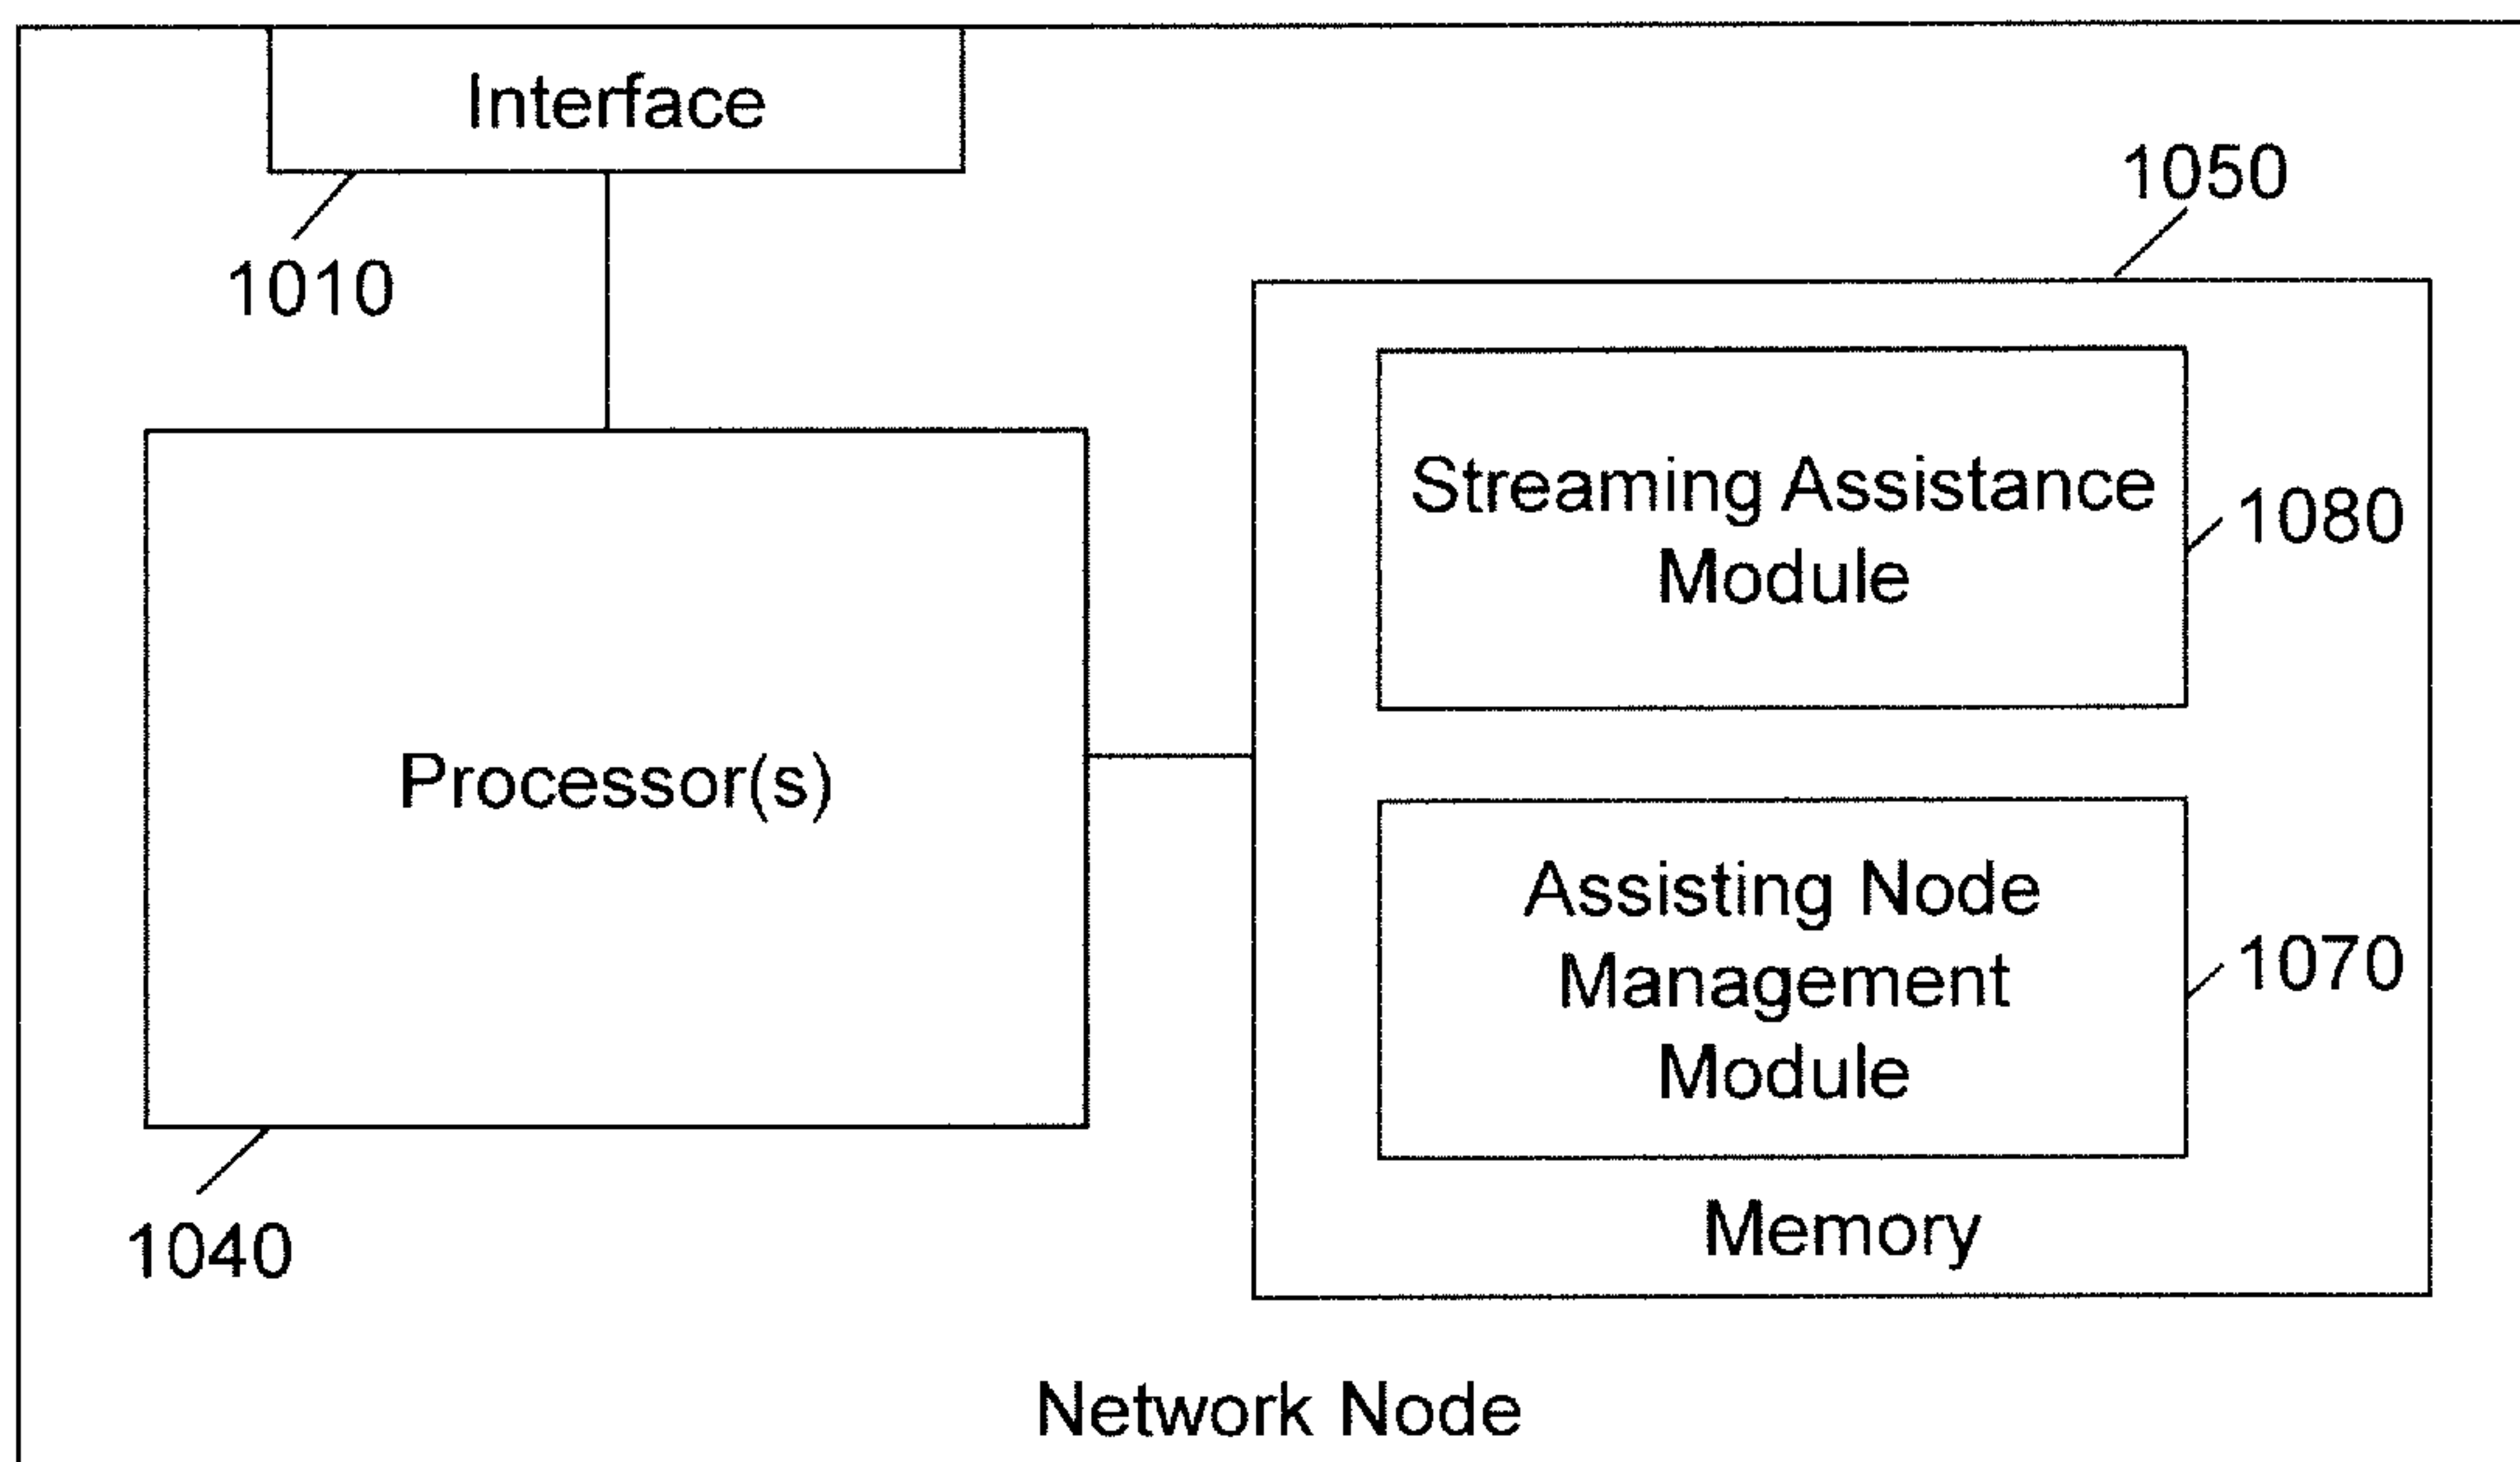 Interface
1010
1050
Streaming Assistance
Module
1080
Processor(s)
Assisting Node
Management
Module
1070
1040
Memory
Network Node